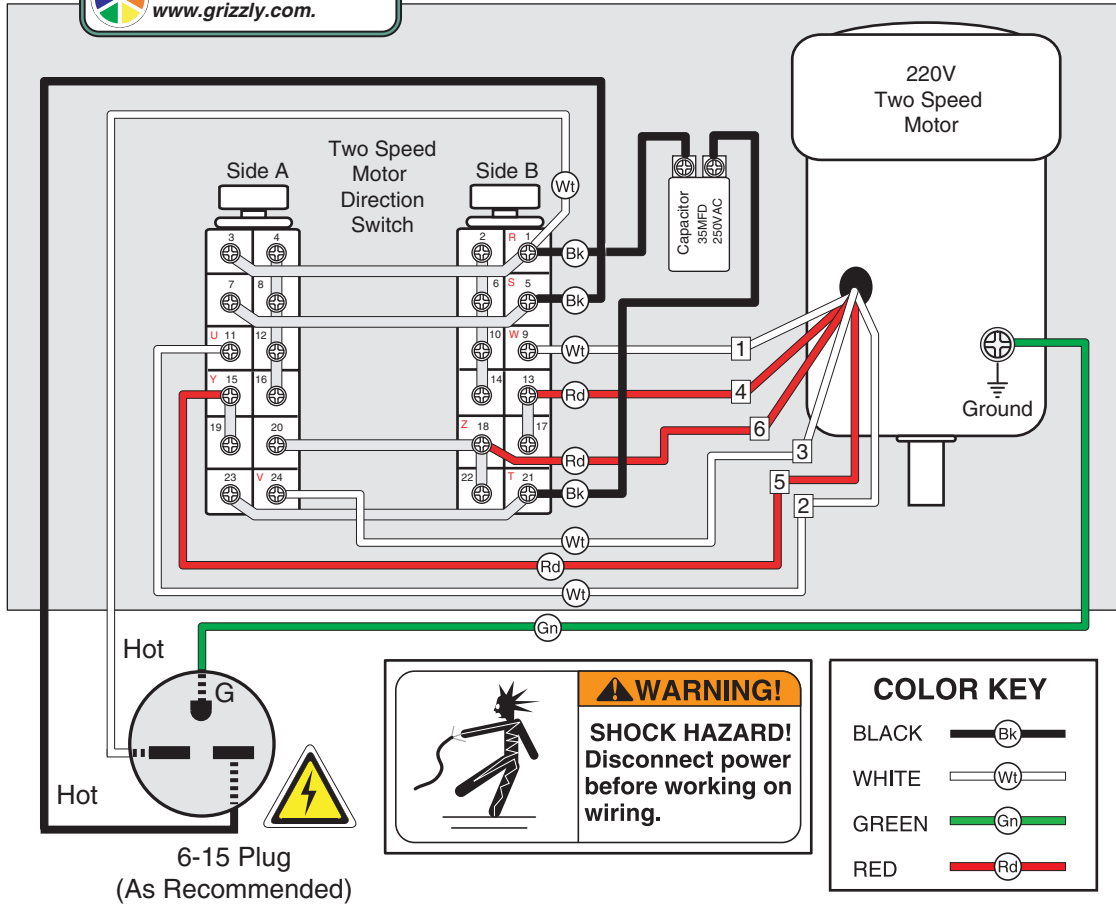 www.grizzly.com.
220V
Two Speed
Motor
Two Speed
Motor
Direction
Switch
Side A
Side B
Wt
Capacitor
35MFD
250VAC
3 4 2 R 1
Bk
7 8 6 S 5
Bk
U 11 12 10 W 9
Wt
1
Y 15 16 14 13
Rd
4
19 20 Z 18 17
6
Rd
3
23 V 24 22 T 21
Bk
5
2
Wt
Rd
Wt
Ground
Gn
Hot
G
Hot
6-15 Plug
(As Recommended)
WARNING!
SHOCK HAZARD!
Disconnect power
before working on
wiring.
COLOR KEY
BLACK Bk
WHITE Wt
GREEN Gn
RED Rd